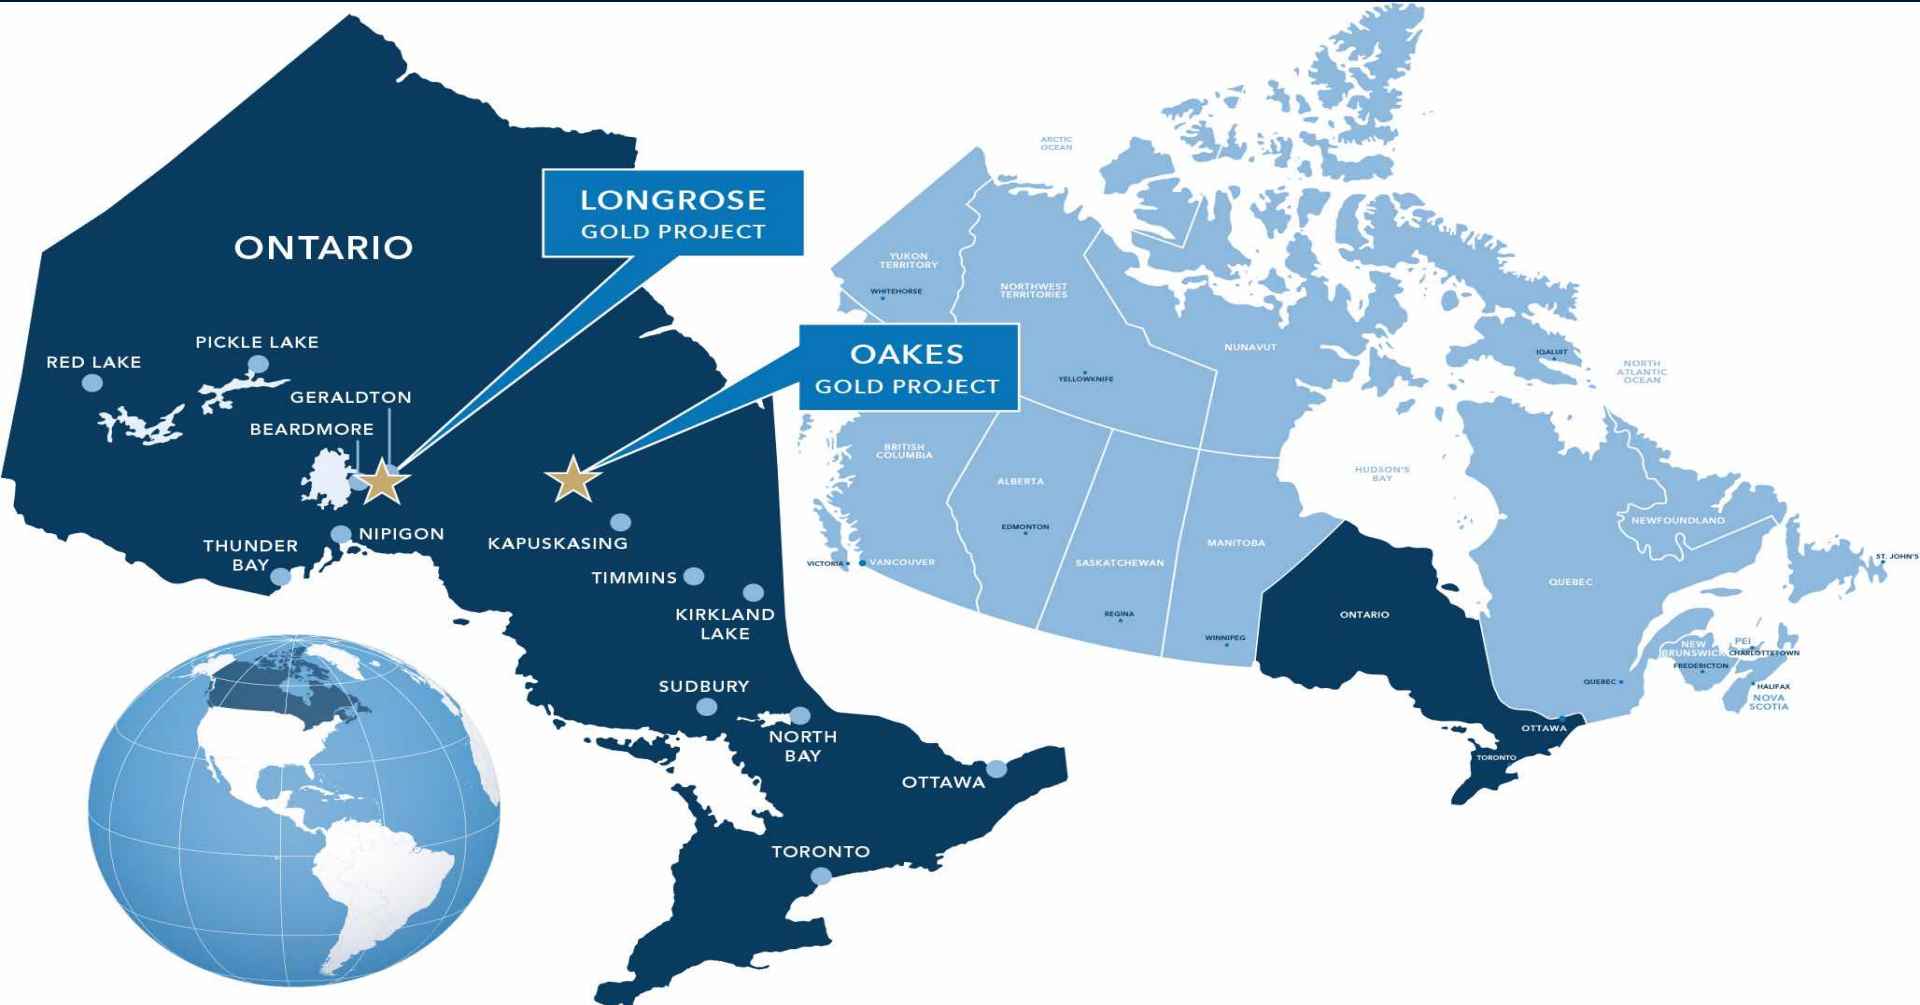 LONGROSE
GOLD PROJECT
ONTARIO
OAKES
GOLD PROJECT
PICKLE LAKE
RED LAKE
GERALDTON
BEARDMORE
NIPIGON
THUNDER
BAY
KAPUSKASING
TIMMINS
KIRKLAND
LAKE
SUDBURY
NORTH
BAY
OTTAWA
TORONTO
ARCTIC
OCEAN
YUKON
TERRITORY
WHITEHORSE
NORTHWEST
TERRITORIES
YELLOWKNIFE
NUNAVUT
IQALUIT
NORTH
ATLANTIC
OCEAN
BRITISH
COLUMBIA
VICTORIA
VANCOUVER
ALBERTA
EDMONTON
SASKATCHEWAN
REGINA
MANITOBA
WINNIPEG
HUDSON'S
BAY
ONTARIO
OTTAWA
TORONTO
QUEBEC
QUEBEC
NEWFOUNDLAND
ST. JOHN'S
NEW
BRUNSWICK
FREDERICTON
PEI
CHARLOTTETOWN
HALIFAX
NOVA
SCOTIA